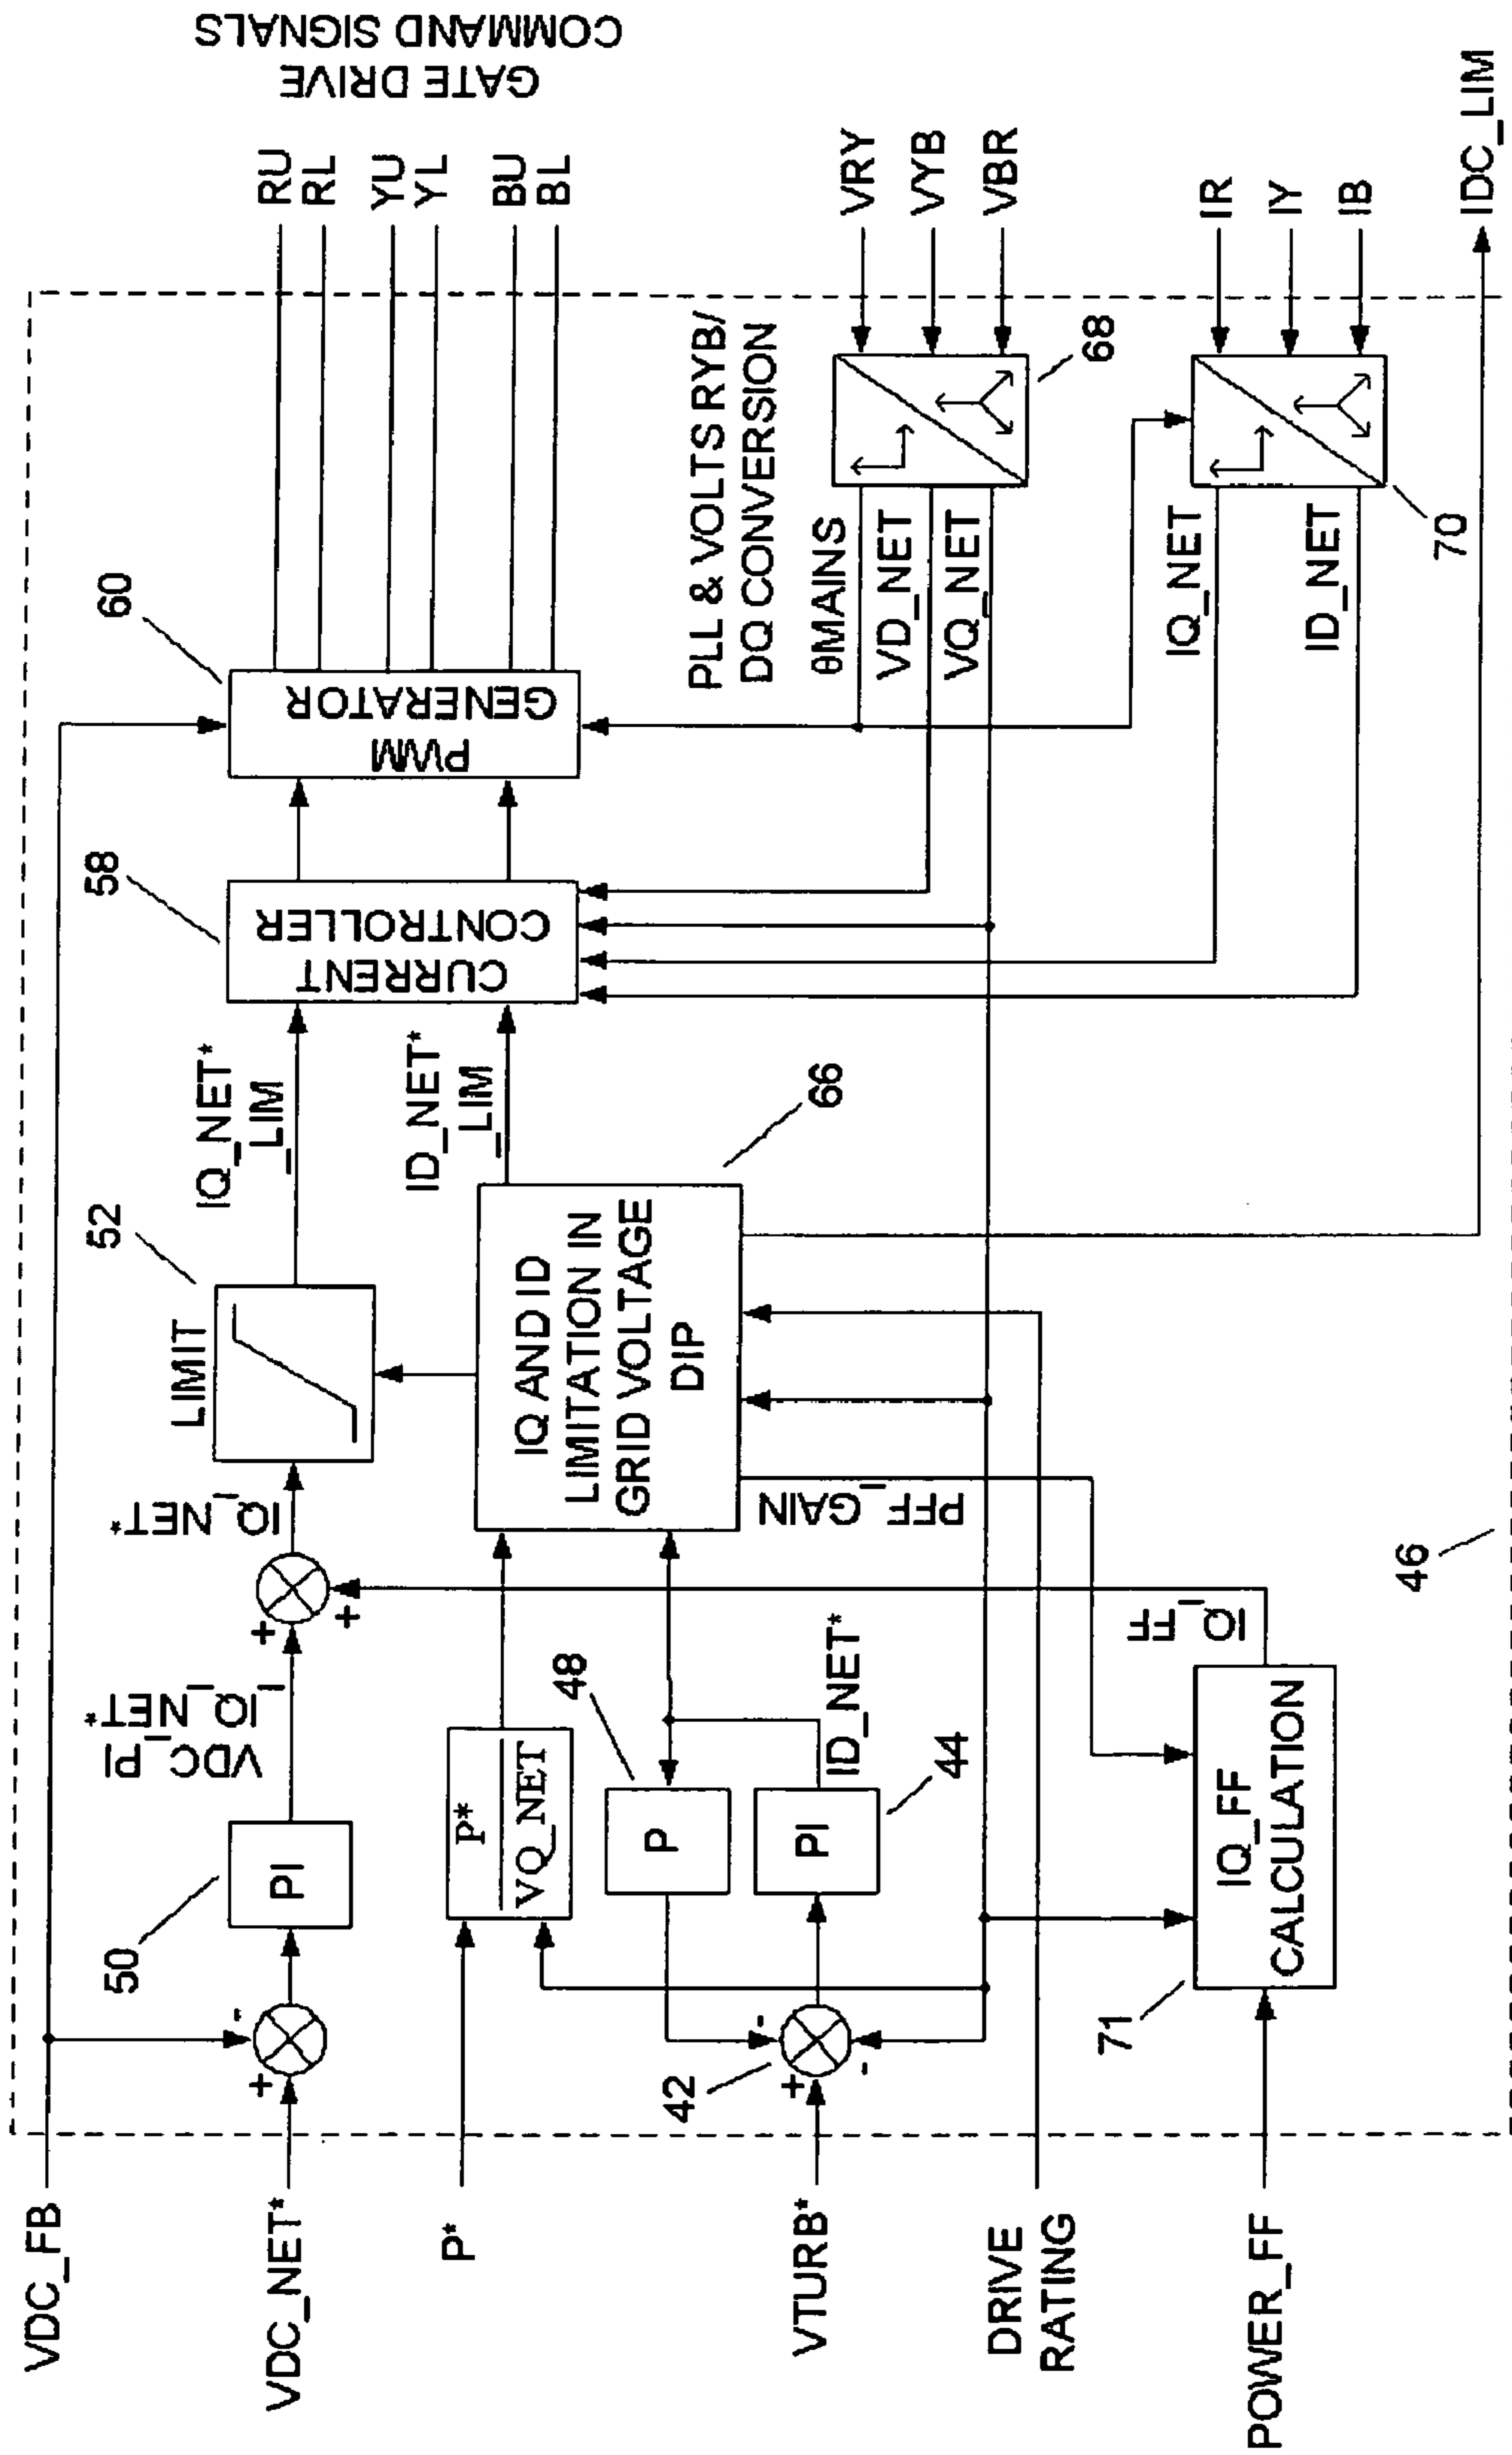 VDC_FB
VDC_NET*
P*
VTURB*
DRIVE
RATING
POWER_FF
+
-
50
PI
VDC_PI
_IQ_NET*
+
+
IQ_NET*
LIMIT
52
IQ_NET*
_LIM
ID_NET*
_LIM
58
CURRENT
CONTROLLER
60
PWM
GENERATOR
RU
RL
YU
YL
BU
BL
GATE DRIVE
COMMAND SIGNALS
P*
VQ_NET
48
P
PI
44
ID_NET*
42
+
-
-
IQ AND ID
LIMITATION IN
GRID VOLTAGE
DIP
66
PFF_GAIN
71
IQ_FF
CALCULATION
IQ_FF
46
PLL & VOLTS RYB/
DQ CONVERSION
θMAINS
VD_NET
VQ_NET
68
VRY
VYB
VBR
IQ_NET
ID_NET
70
IR
IY
IB
IDC_LIM